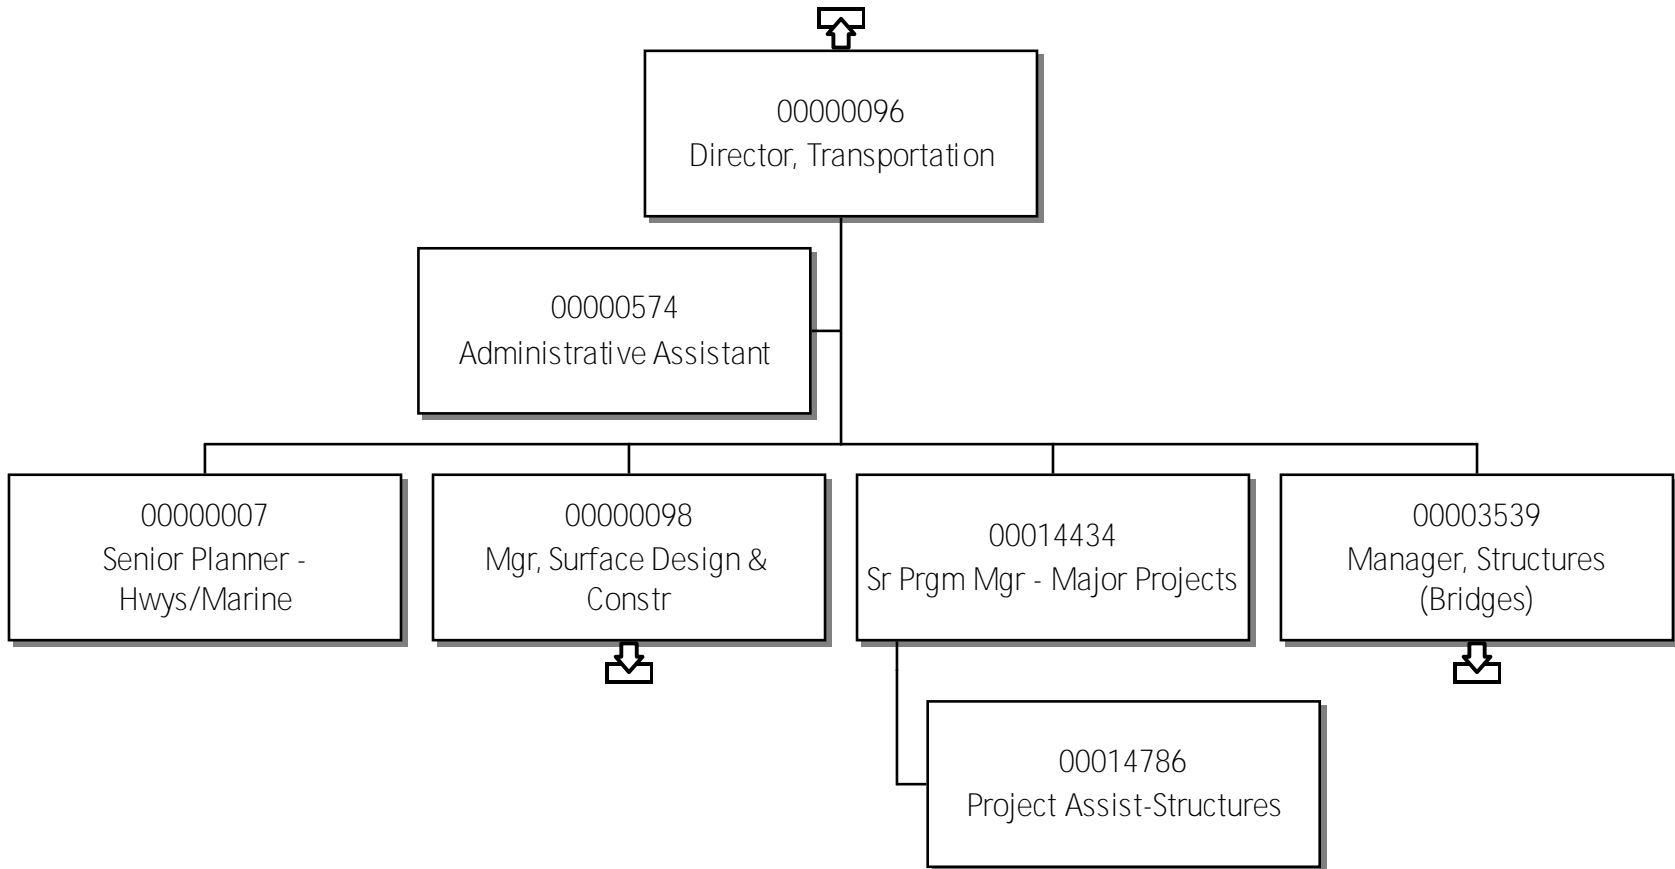 00000096
Director, Transportation
00000574
Administrative Assistant
00000007
Senior Planner -
Hwys/Marine
00000098
Mgr, Surface Design &
Constr
00014434
Sr Prgm Mgr - Major Projects
00003539
Manager, Structures
(Bridges)
00014786
Project Assist-Structures